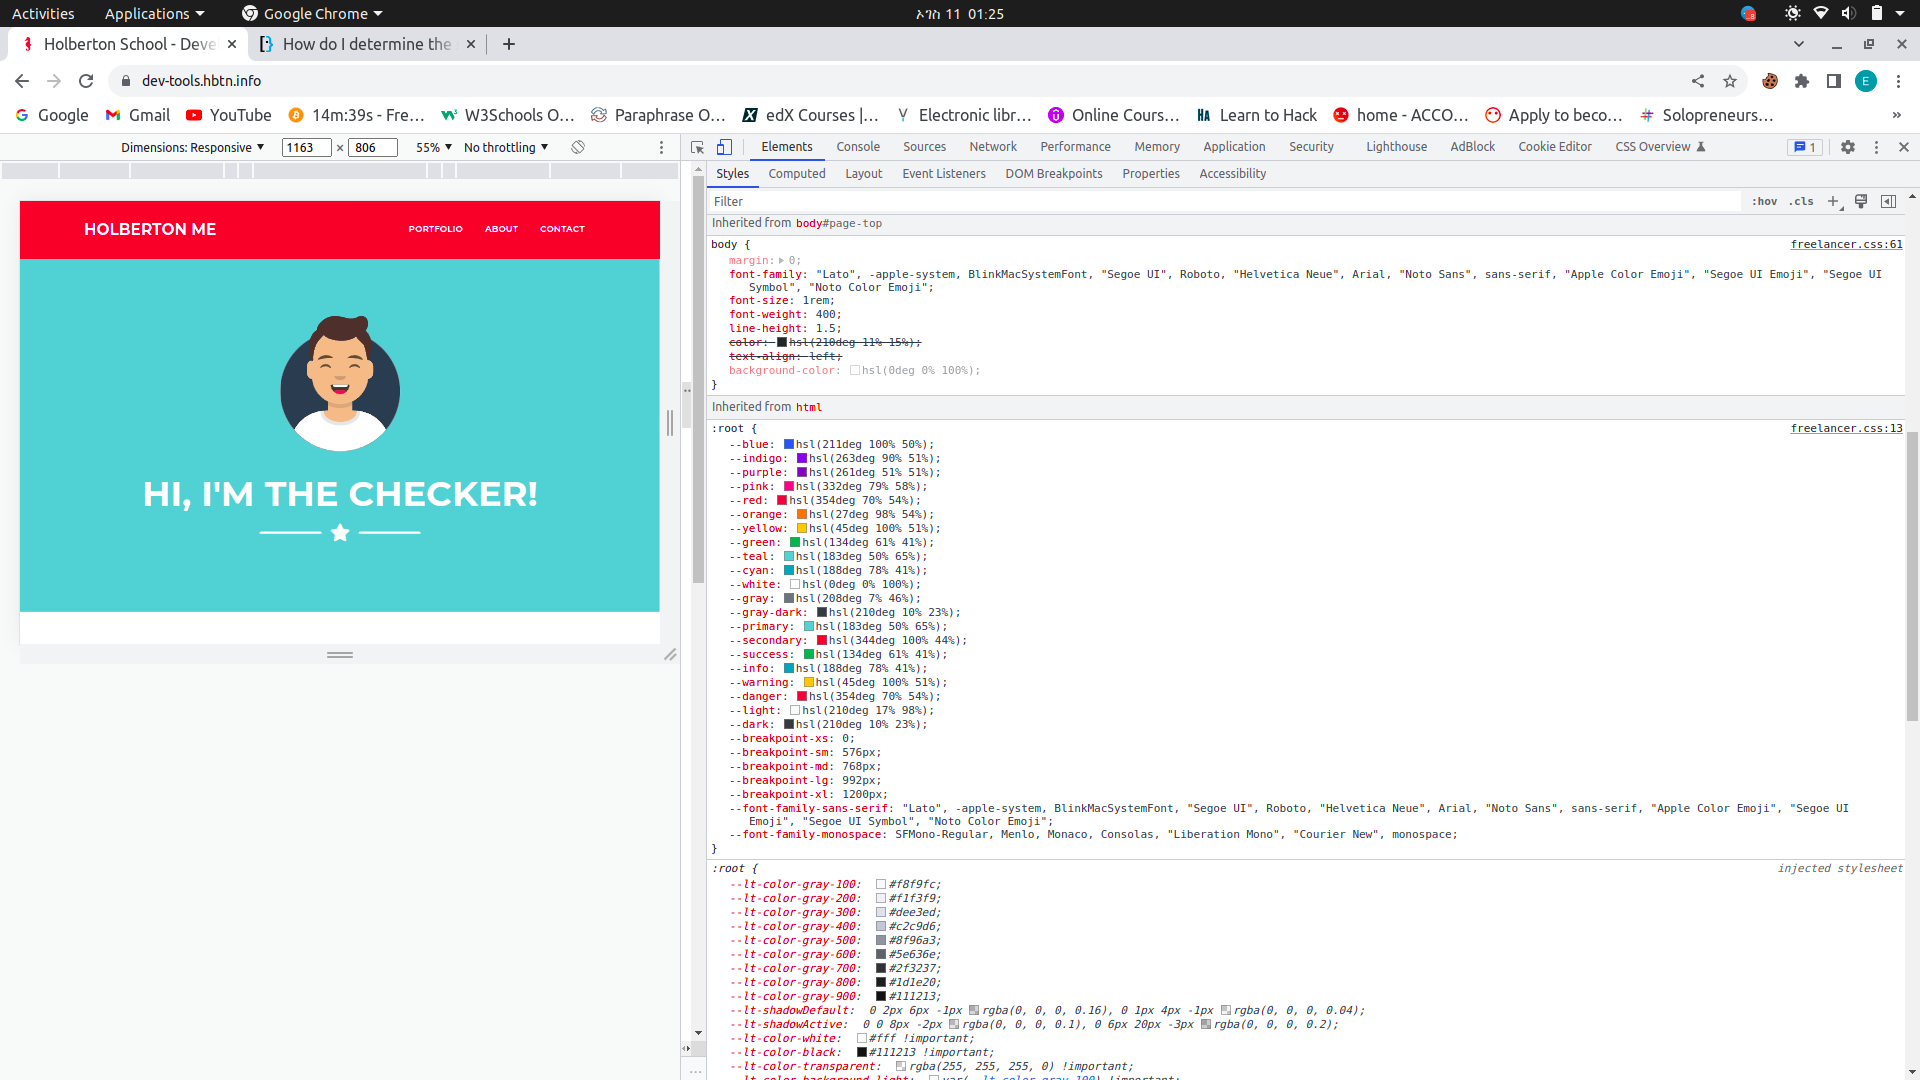 Activities Applications Google Chrome ኦገስ 11 01:25
Holberton School - Deve How do I determine the
dev-tools.hbtn.info E
Google Gmail YouTube 14m:39s - Fre… W3Schools O… Paraphrase O… edX Courses |… Electronic libr… Online Cours… Learn to Hack home - ACCO… Apply to beco… Solopreneurs… »
Dimensions: Responsive 1163 × 806 55% No throttling
Elements Console Sources Network Performance Memory Application Security Lighthouse AdBlock Cookie Editor CSS Overview 1
Styles Computed Layout Event Listeners DOM Breakpoints Properties Accessibility
Filter :hov .cls
HOLBERTON ME PORTFOLIO ABOUT CONTACT
HI, I'M THE CHECKER!
Inherited from body#page-top
body { freelancer.css:61
margin: 0;
font-family: "Lato", -apple-system, BlinkMacSystemFont, "Segoe UI", Roboto, "Helvetica Neue", Arial, "Noto Sans", sans-serif, "Apple Color Emoji", "Segoe UI Emoji", "Segoe UI
Symbol", "Noto Color Emoji";
font-size: 1rem;
font-weight: 400;
line-height: 1.5;
color: hsl(210deg 11% 15%);
text-align: left;
background-color: hsl(0deg 0% 100%);
}
Inherited from html
:root { freelancer.css:13
--blue: hsl(211deg 100% 50%);
--indigo: hsl(263deg 90% 51%);
--purple: hsl(261deg 51% 51%);
--pink: hsl(332deg 79% 58%);
--red: hsl(354deg 70% 54%);
--orange: hsl(27deg 98% 54%);
--yellow: hsl(45deg 100% 51%);
--green: hsl(134deg 61% 41%);
--teal: hsl(183deg 50% 65%);
--cyan: hsl(188deg 78% 41%);
--white: hsl(0deg 0% 100%);
--gray: hsl(208deg 7% 46%);
--gray-dark: hsl(210deg 10% 23%);
--primary: hsl(183deg 50% 65%);
--secondary: hsl(344deg 100% 44%);
--success: hsl(134deg 61% 41%);
--info: hsl(188deg 78% 41%);
--warning: hsl(45deg 100% 51%);
--danger: hsl(354deg 70% 54%);
--light: hsl(210deg 17% 98%);
--dark: hsl(210deg 10% 23%);
--breakpoint-xs: 0;
--breakpoint-sm: 576px;
--breakpoint-md: 768px;
--breakpoint-lg: 992px;
--breakpoint-xl: 1200px;
--font-family-sans-serif: "Lato", -apple-system, BlinkMacSystemFont, "Segoe UI", Roboto, "Helvetica Neue", Arial, "Noto Sans", sans-serif, "Apple Color Emoji", "Segoe UI
Emoji", "Segoe UI Symbol", "Noto Color Emoji";
--font-family-monospace: SFMono-Regular, Menlo, Monaco, Consolas, "Liberation Mono", "Courier New", monospace;
}
:root { injected stylesheet
--lt-color-gray-100: #f8f9fc;
--lt-color-gray-200: #f1f3f9;
--lt-color-gray-300: #dee3ed;
--lt-color-gray-400: #c2c9d6;
--lt-color-gray-500: #8f96a3;
--lt-color-gray-600: #5e636e;
--lt-color-gray-700: #2f3237;
--lt-color-gray-800: #1d1e20;
--lt-color-gray-900: #111213;
--lt-shadowDefault: 0 2px 6px -1px rgba(0, 0, 0, 0.16), 0 1px 4px -1px rgba(0, 0, 0, 0.04);
--lt-shadowActive: 0 0 8px -2px rgba(0, 0, 0, 0.1), 0 6px 20px -3px rgba(0, 0, 0, 0.2);
--lt-color-white: #fff !important;
--lt-color-black: #111213 !important;
--lt-color-transparent: rgba(255, 255, 255, 0) !important;
--lt-color-background-light: var(--lt-color-gray-100) !important;